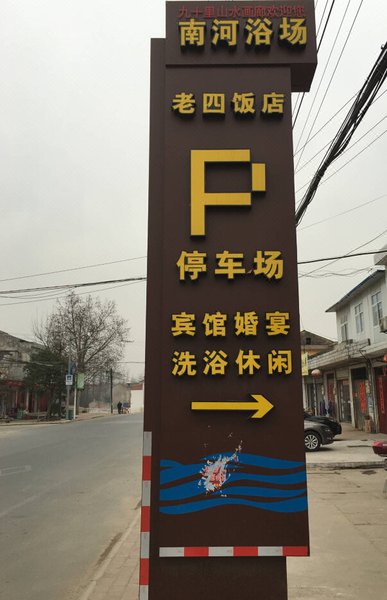 九十里山水画廊欢迎你
南河浴场
老四饭店
P
停车场
宾馆婚宴
洗浴休闲